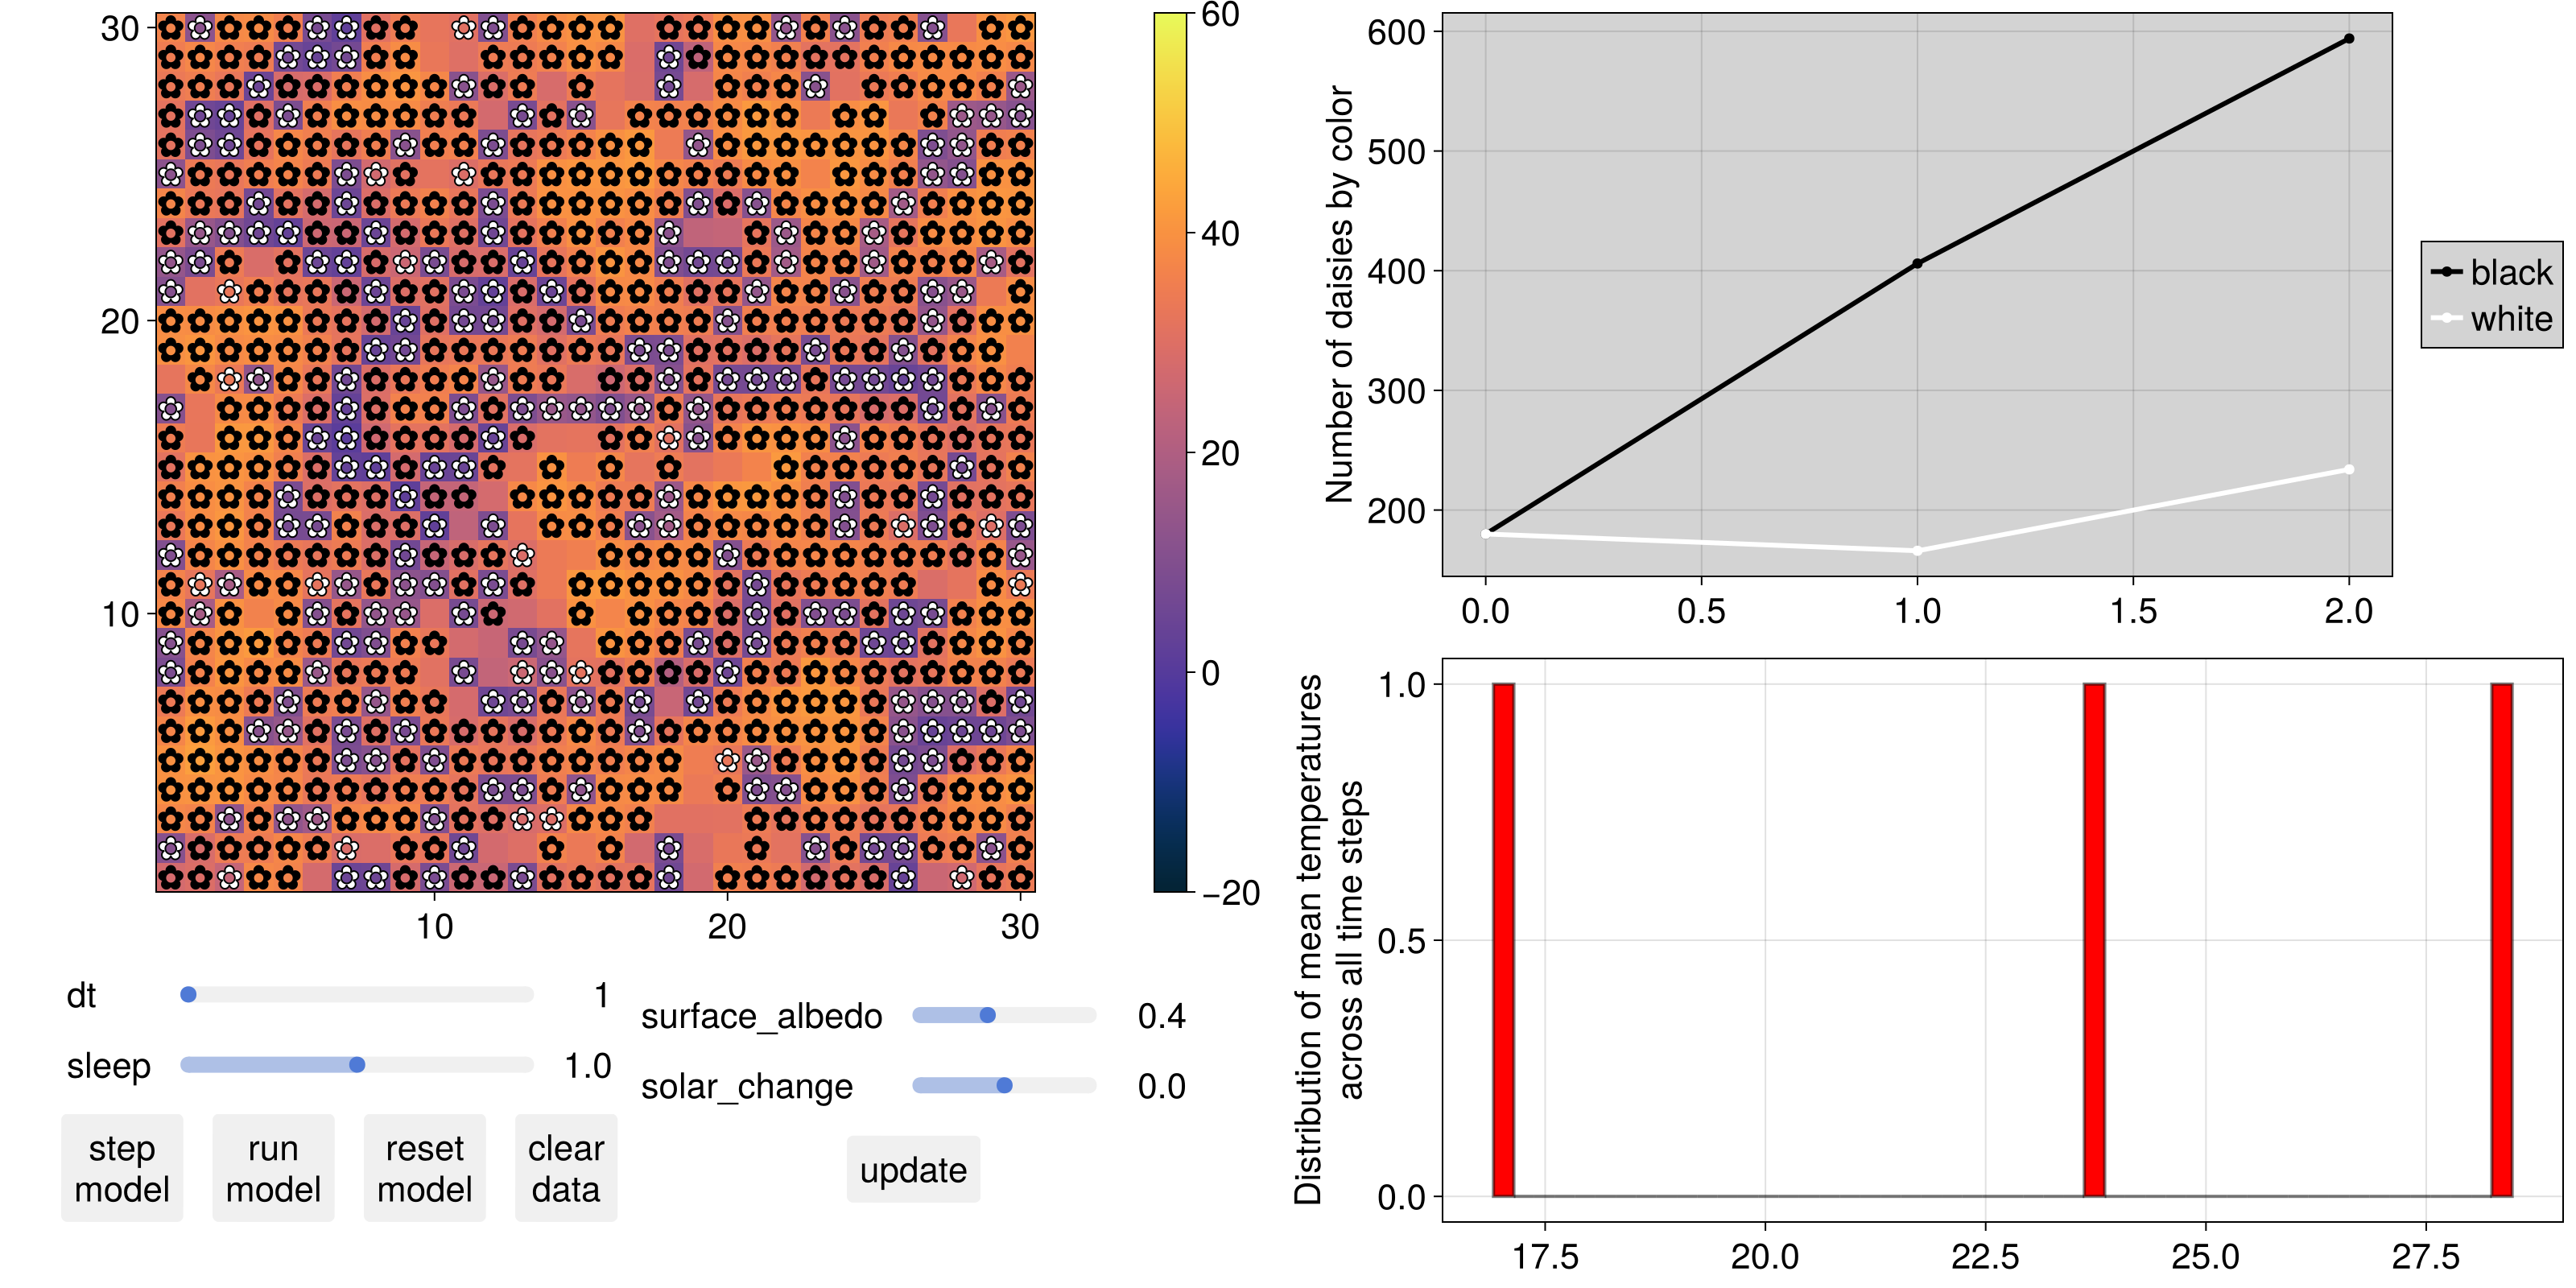 30
20
10
10
20
30
60
40
20
0
−20
Number of daisies by color
600
500
400
300
200
0.0
0.5
1.0
1.5
2.0
black
white
Distribution of mean temperatures
across all time steps
1.0
0.5
0.0
17.5
20.0
22.5
25.0
27.5
dt
1
sleep
1.0
surface_albedo
0.4
solar_change
0.0
step
model
run
model
reset
model
clear
data
update